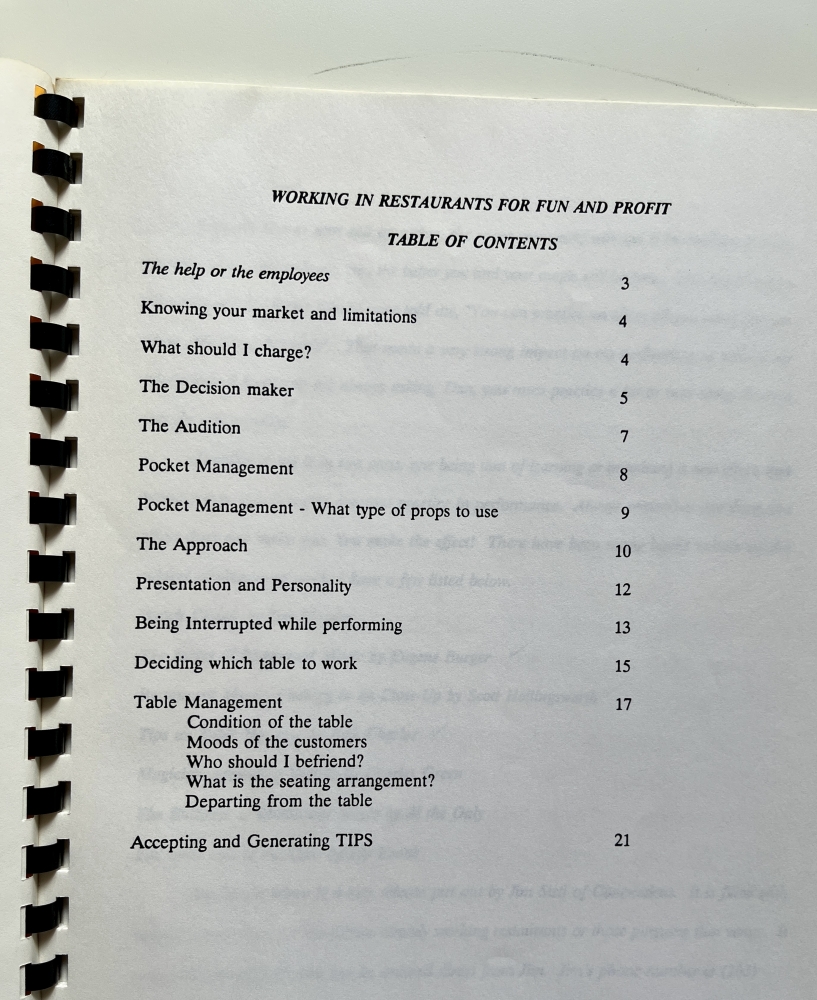 WORKING IN RESTAURANTS FOR FUN AND PROFIT
TABLE OF CONTENTS
The help or the employees 3
Knowing your market and limitations 4
What should I charge? 4
The Decision maker 5
The Audition 7
Pocket Management 8
Pocket Management - What type of props to use 9
The Approach 10
Presentation and Personality 12
Being Interrupted while performing 13
Deciding which table to work 15
Table Management 17
Condition of the table
Moods of the customers
Who should I befriend?
What is the seating arrangement?
Departing from the table
Accepting and Generating TIPS 21